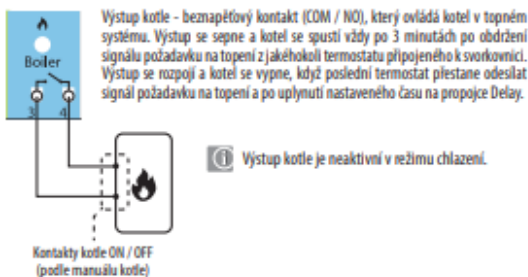 Výstup kotle - beznapěťový kontakt (COM / NO), který ovládá kotel v topném
systému. Výstup se sepne a kotel se spustí vždy po 3 minutách po obdržení
signálu požadavku na topení z jakéhokoli termostatu připojeného k svorkovnici.
Výstup se rozpojí a kotel se vypne, když poslední termostat přestane odesílat
signál požadavku na topení a po uplynutí nastaveného času na propojce Delay.
Boiler
3 4
Výstup kotle je neaktivní v režimu chlazení.
Kontakty kotle ON / OFF
(podle manuálu kotle)